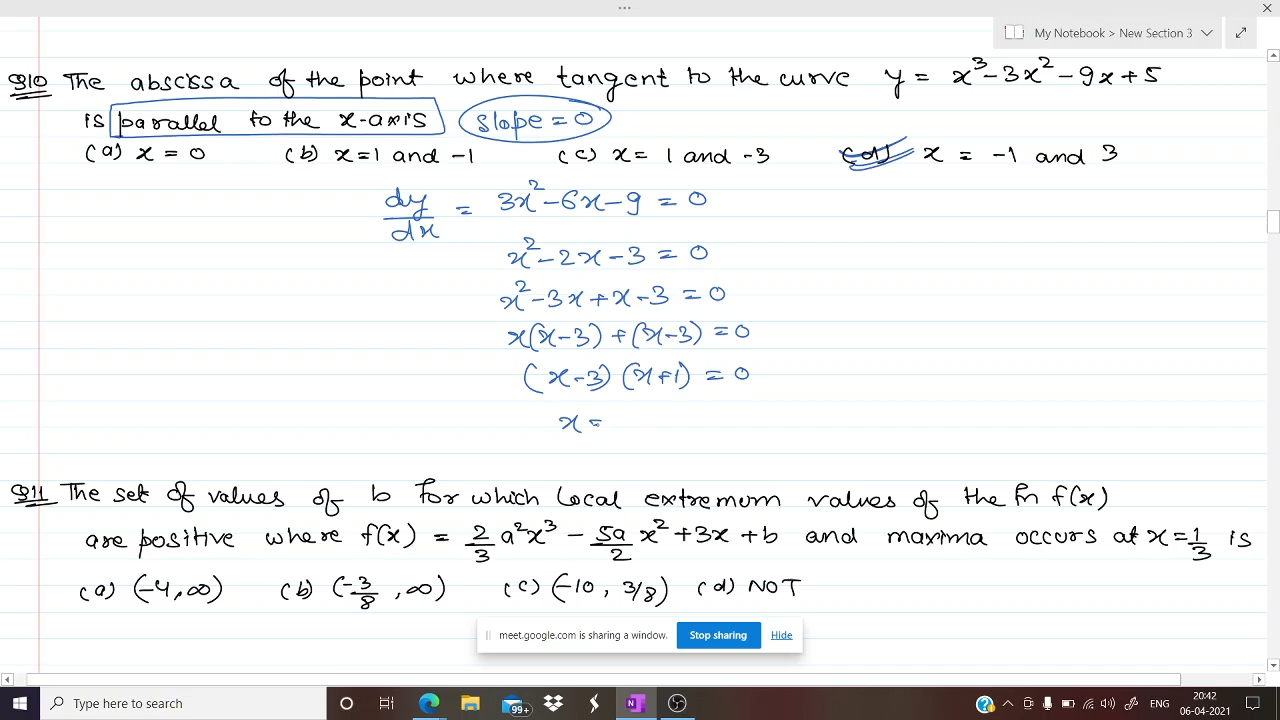 My Notebook > New Section 3
Q10 The abscissa of the point where tangent to the curve y = x³-3x²-9x+5
is parallel to the x-axis slope = 0
(a) x = 0 (b) x=1 and -1 (c) x= 1 and -3 (d) x = -1 and 3
dy/dx = 3x²-6x-9 = 0
x²-2x-3 = 0
x²-3x+x-3 = 0
x(x-3)+(x-3) = 0
(x-3)(x+1) = 0
x =
Q11 The set of values of b for which local extremum values of the fn f(x)
are positive where f(x) = 2/3 a²x³ - 5a/2 x² +3x +b and maxima occurs at x=1/3 is
(a) (-4,∞) (b) (-3/8, ∞) (c) (-10, 3/8) (d) NOT
meet.google.com is sharing a window. Stop sharing Hide
Type here to search 99+ ENG 20:42
06-04-2021